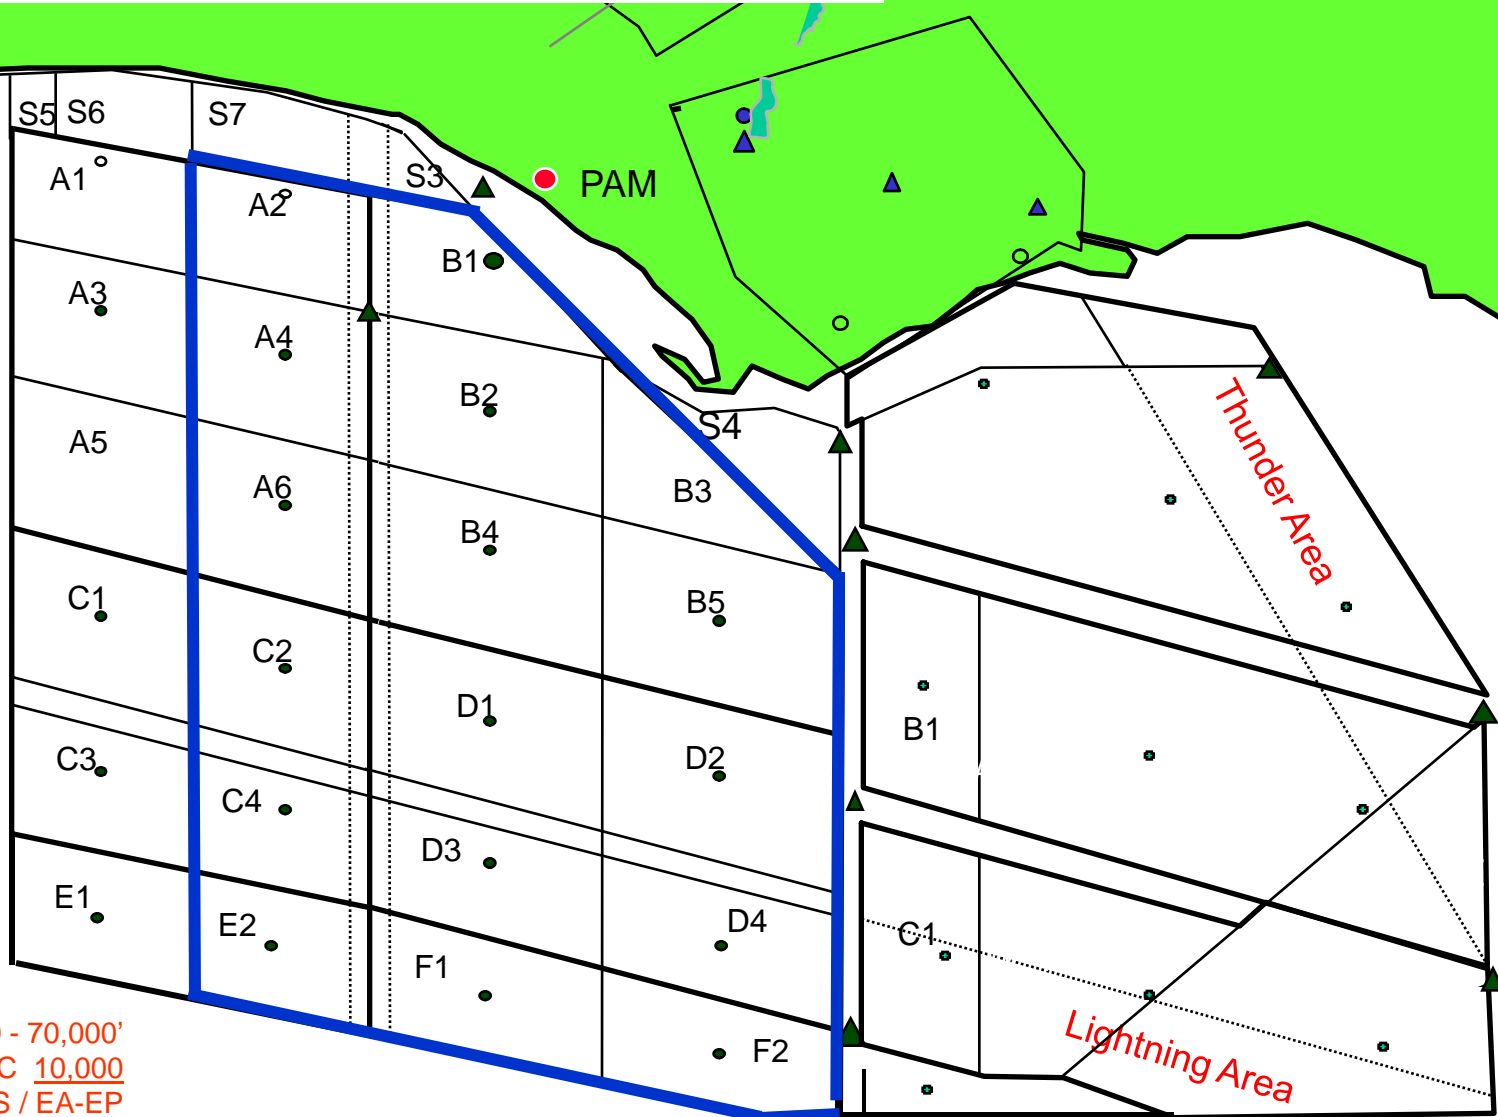 S5
S6
S7
S3
PAM
A1
A2
B1
A3
A4
B2
S4
A5
A6
B3
B4
C1
B5
C2
D1
D2
B1
C3
C4
D3
D4
C1
E1
E2
F1
F2
Thunder Area
Lightning Area
- 70,000’
C 10,000
S / EA-EP